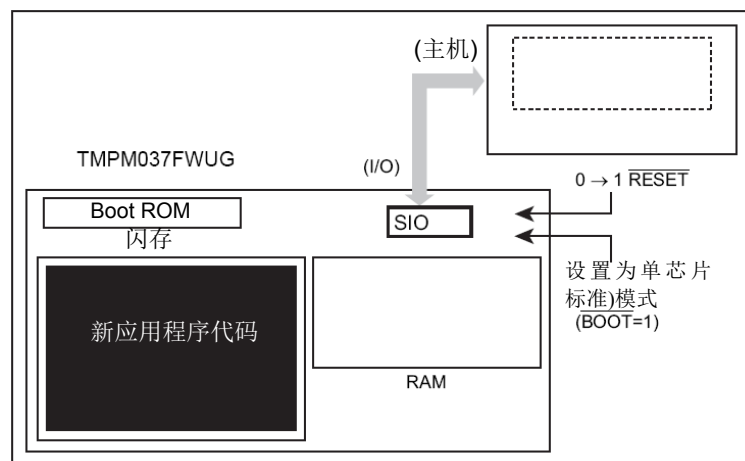 (主机)
TMPM037FWUG
(I/O)
0 → 1 RESET
Boot ROM
SIO
闪存
设置为单芯片
标准)模式
(BOOT=1)
新应用程序代码
RAM